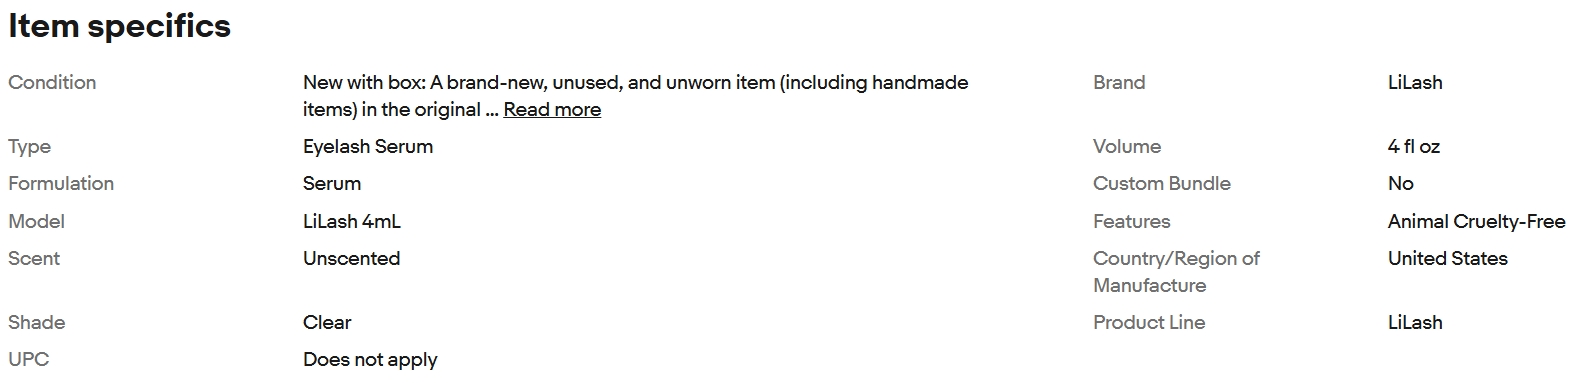 Item specifics
Condition
New with box: A brand-new, unused, and unworn item (including handmade
items) in the original ... Read more
Brand
LiLash
Type
Eyelash Serum
Volume
4 fl oz
Formulation
Serum
Custom Bundle
No
Model
LiLash 4mL
Features
Animal Cruelty-Free
Scent
Unscented
Country/Region of
Manufacture
United States
Shade
Clear
Product Line
LiLash
UPC
Does not apply